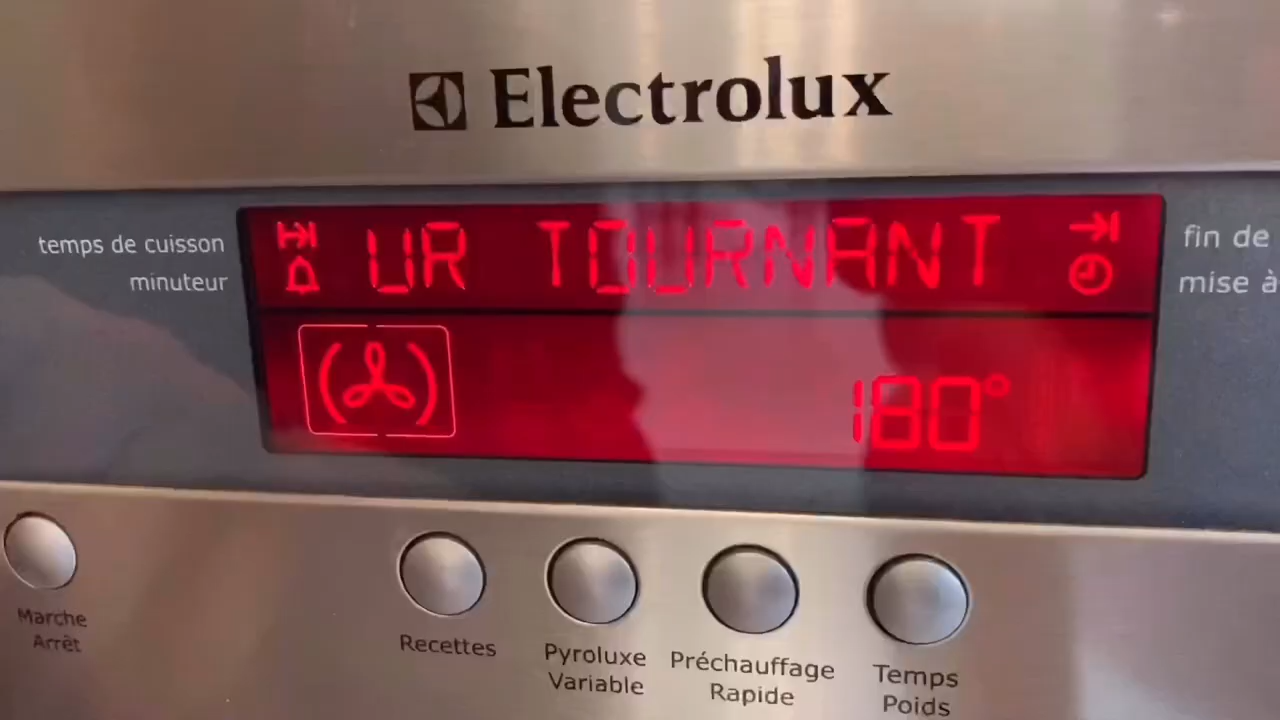 Electrolux
temps de cuisson
minuteur
UR TOURNANT
fin de
mise à
180°
Marche
Arrêt
Recettes
Pyroluxe
Variable
Préchauffage
Rapide
Temps
Poids